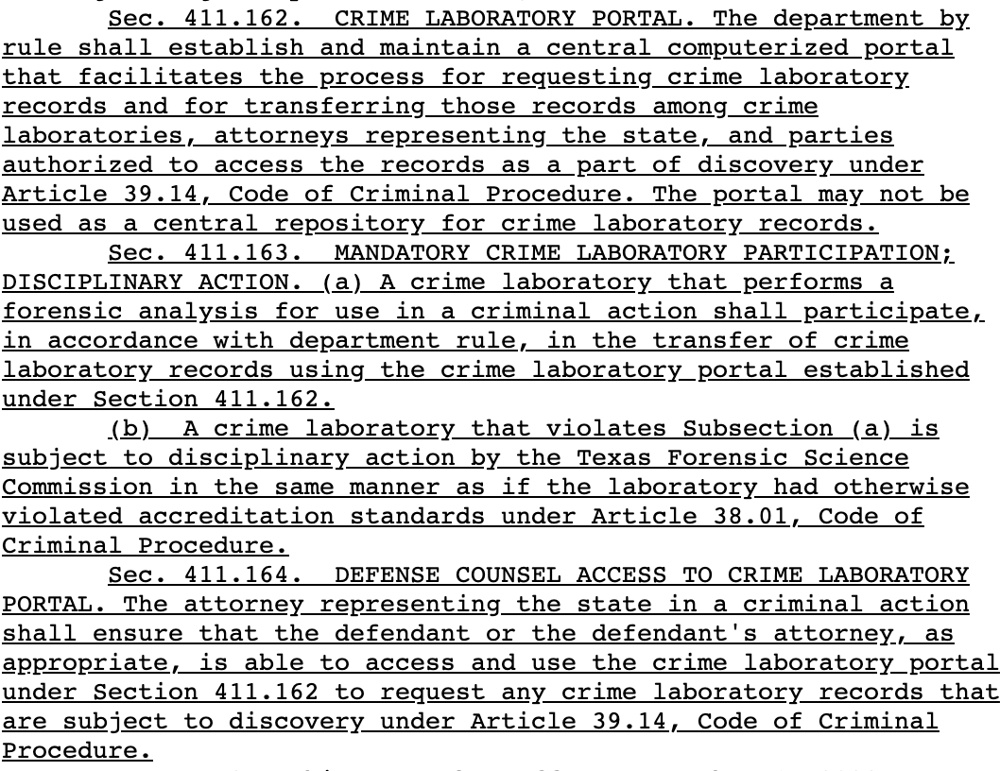 Sec. 411.162. CRIME LABORATORY PORTAL. The department by
rule shall establish and maintain a central computerized portal
that facilitates the process for requesting crime laboratory
records and for transferring those records among crime
laboratories, attorneys representing the state, and parties
authorized to access the records as a part of discovery under
Article 39.14, Code of Criminal Procedure. The portal may not be
used as a central repository for crime laboratory records.
Sec. 411.163. MANDATORY CRIME LABORATORY PARTICIPATION;
DISCIPLINARY ACTION. (a) A crime laboratory that performs a
forensic analysis for use in a criminal action shall participate,
in accordance with department rule, in the transfer of crime
laboratory records using the crime laboratory portal established
under Section 411.162.
(b) A crime laboratory that violates Subsection (a) is
subject to disciplinary action by the Texas Forensic Science
Commission in the same manner as if the laboratory had otherwise
violated accreditation standards under Article 38.01, Code of
Criminal Procedure.
Sec. 411.164. DEFENSE COUNSEL ACCESS TO CRIME LABORATORY
PORTAL. The attorney representing the state in a criminal action
shall ensure that the defendant or the defendant's attorney, as
appropriate, is able to access and use the crime laboratory portal
under Section 411.162 to request any crime laboratory records that
are subject to discovery under Article 39.14, Code of Criminal
Procedure.